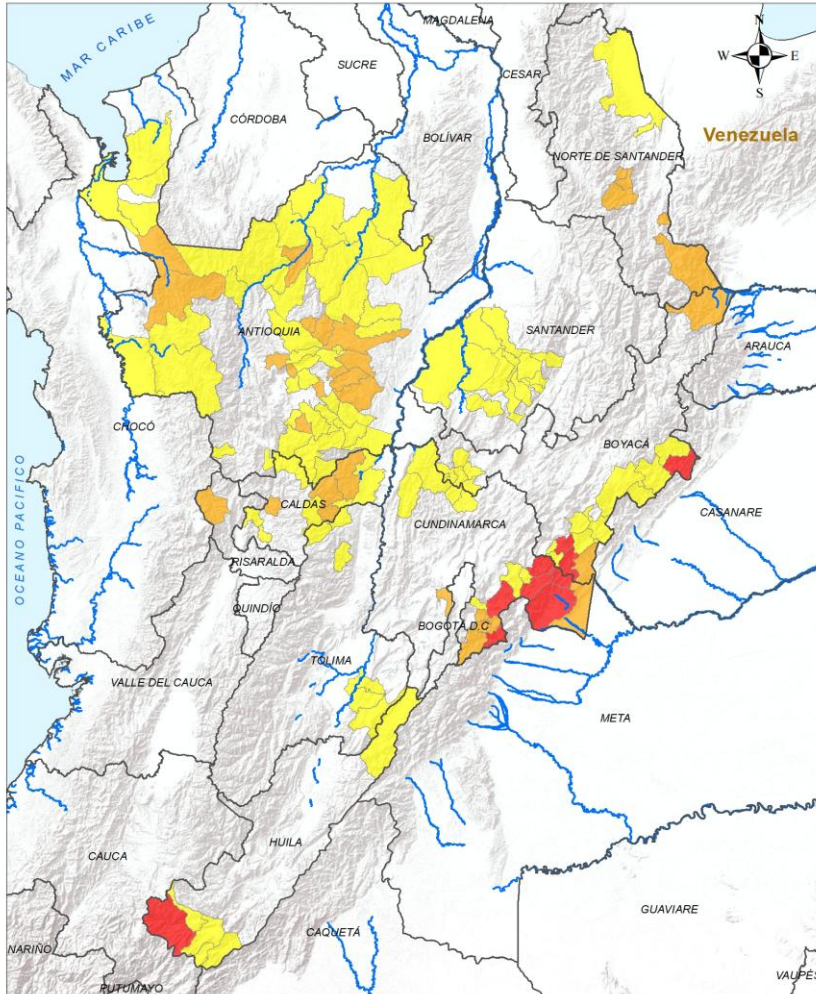 MAGDALENA
MAR CARIBE
N
W
E
S
SUCRE
CESAR
CÓRDOBA
BOLÍVAR
Venezuela
NORTE DE SANTANDER
ANTIOQUIA
SANTANDER
ARAUCA
CHOCÓ
BOYACÁ
OCEANO PACIFICO
CALDAS
CUNDINAMARCA
CASANARE
RISARALDA
QUINDÍO
BOGOTÁ, D.C.
TOLIMA
VALLE DEL CAUCA
META
HUILA
CAUCA
GUAVIARE
CAQUETÁ
NARIÑO
PUTUMAYO
VAUPÉS